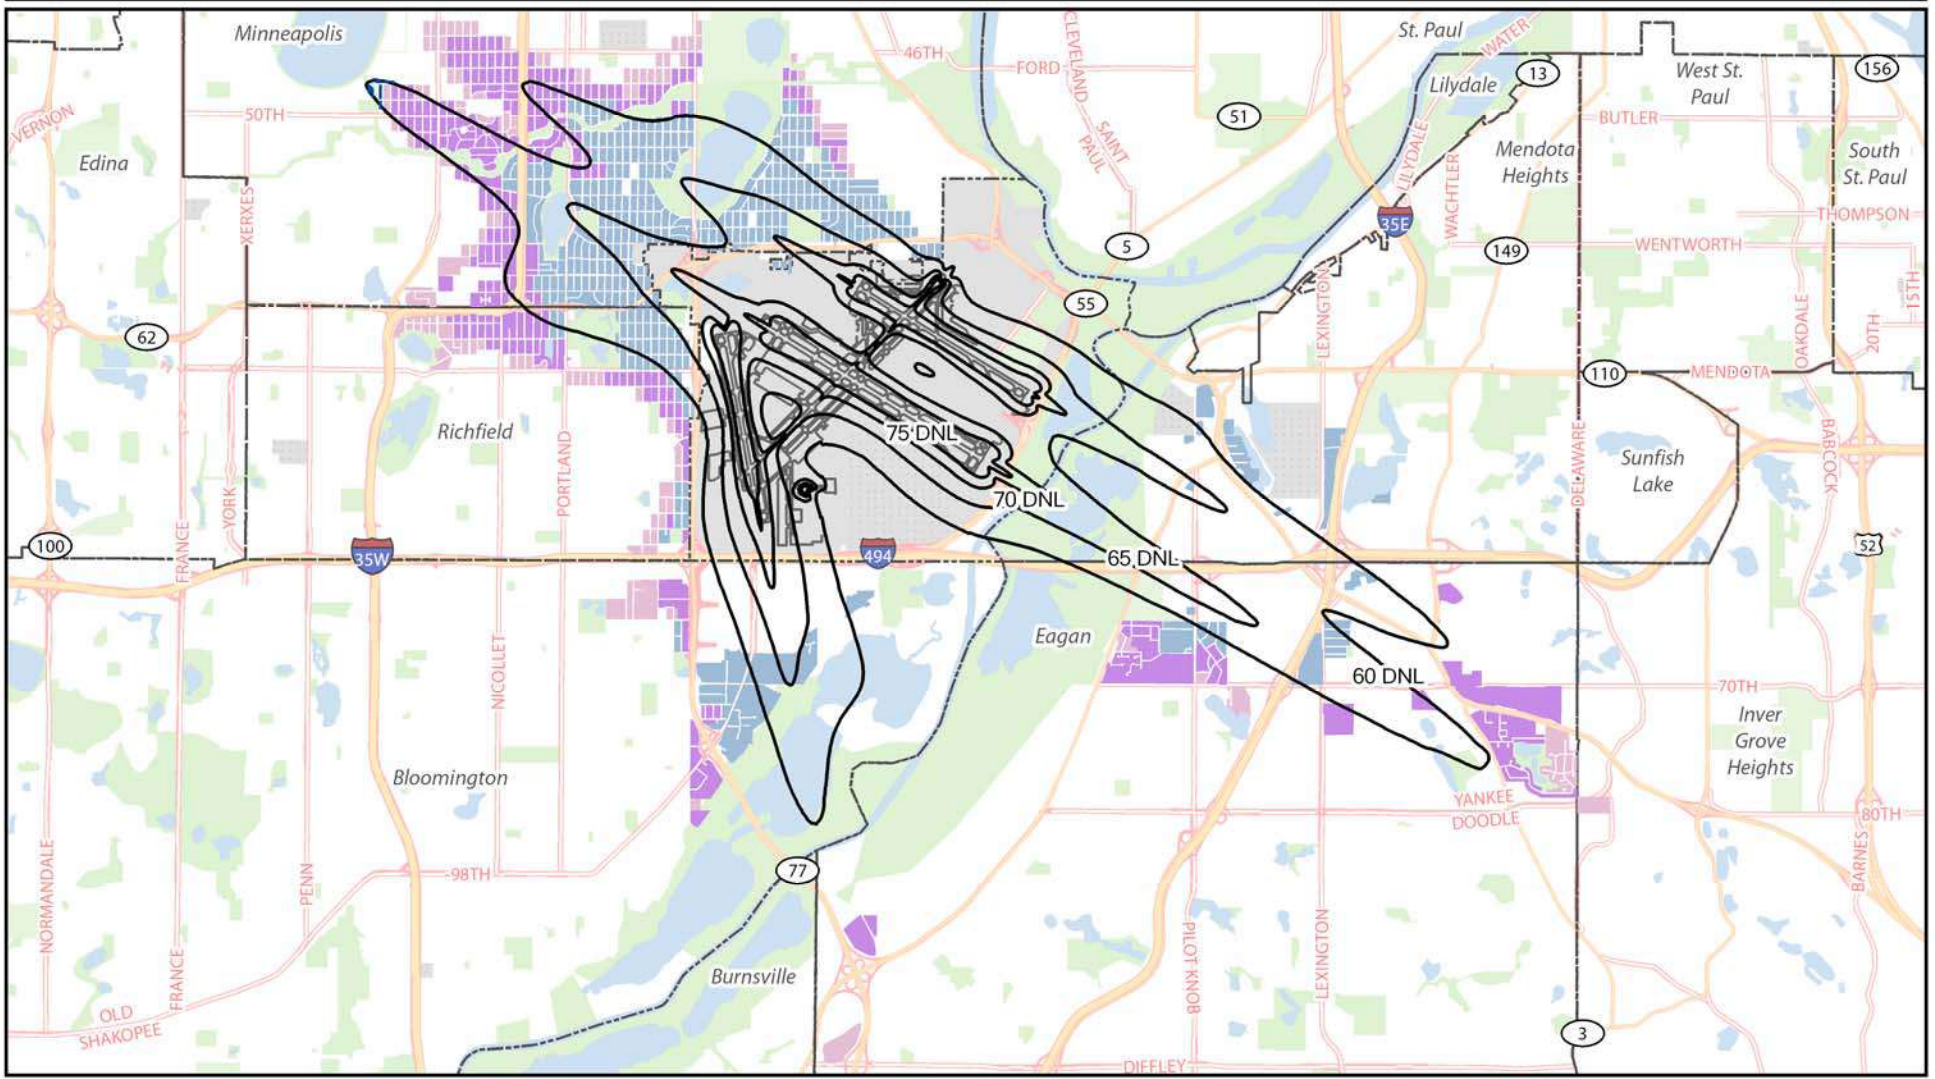 Minneapolis
St. Paul
WATER
46TH
FORD
CLEVELAND
13
West St.
Paul
156
Lilydale
VERNON
50TH
51
BUTLER
Edina
SAINT
PAUL
LILYDALE
Mendota
Heights
South
St. Paul
WACHTLER
XERXES
35E
THOMPSON
5
149
WENTWORTH
55
LEXINGTON
15TH
62
OAKDALE
20TH
110
MENDOTA
Richfield
75 DNL
DELAWARE
BABCOCK
Sunfish
Lake
YORK
PORTLAND
70 DNL
100
FRANCE
35W
494
65 DNL
52
Eagan
NICOLLET
60 DNL
70TH
Inver
Grove
Heights
Bloomington
YANKEE
DOODLE
80TH
NORMANDALE
PENN
98TH
77
BARNES
FRANCE
Burnsville
PILOT KNOB
LEXINGTON
OLD
SHAKOPEE
3
DIFFLEY